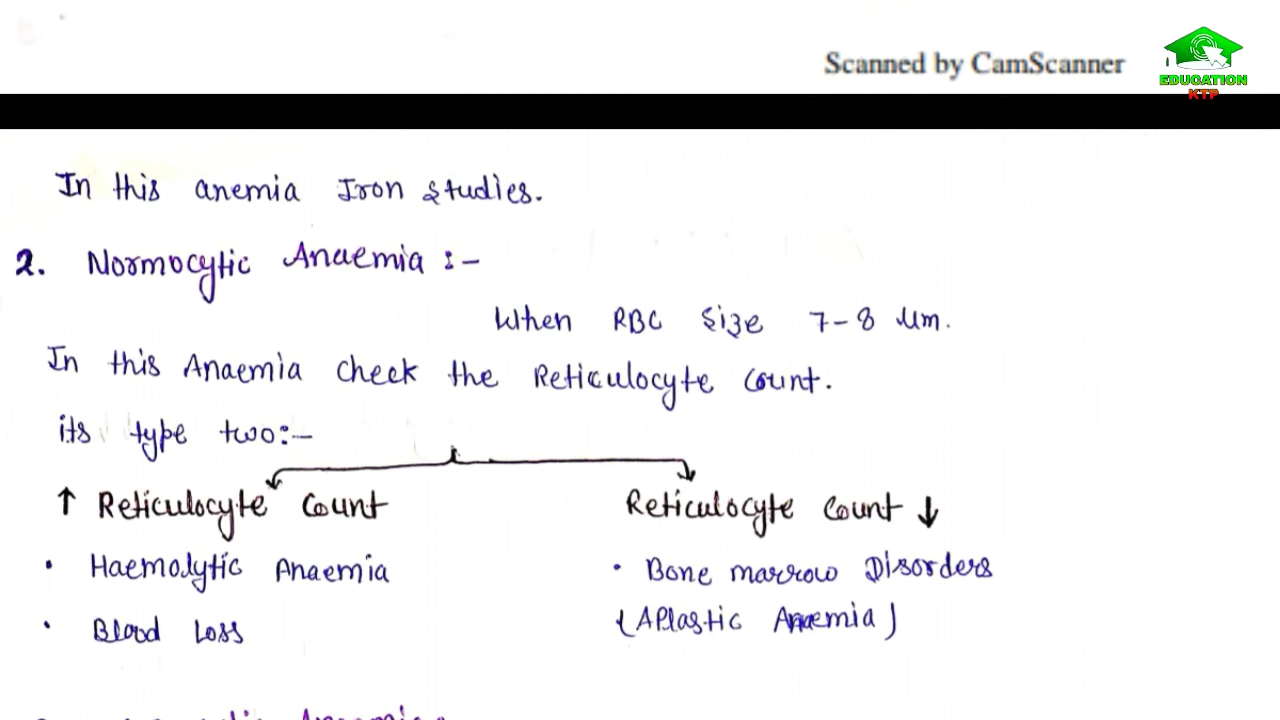 Scanned by CamScanner
EDUCATION
KTP
In this anemia Iron studies.
2. Normocytic Anaemia :-
When RBC Size 7-8 um.
In this Anaemia check the Reticulocyte count.
its type two:-
↑ Reticulocyte Count
Reticulocyte Count ↓
• Haemolytic Anaemia
• Blood Loss
• Bone marrow Disorders
(Aplastic Anaemia)